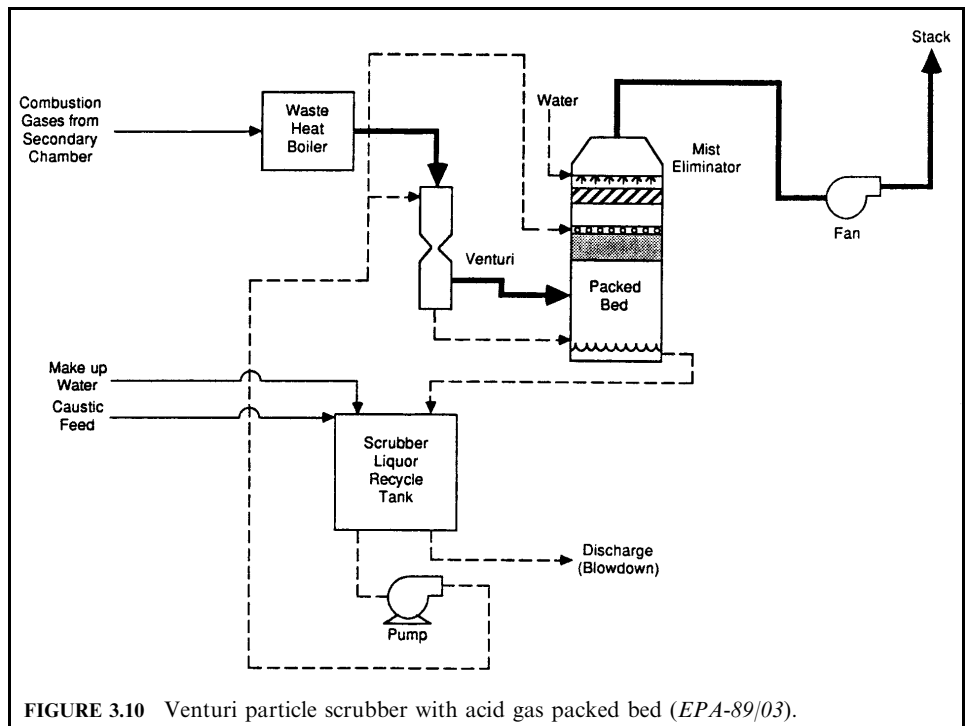 Stack
Combustion
Gases from
Secondary
Chamber
Waste
Heat
Boiler
Water
Mist
Eliminator
Fan
Venturi
Packed
Bed
Make up
Water
Caustic
Feed
Scrubber
Liquor
Recycle
Tank
Discharge
(Blowdown)
Pump
FIGURE 3.10 Venturi particle scrubber with acid gas packed bed (EPA-89/03).